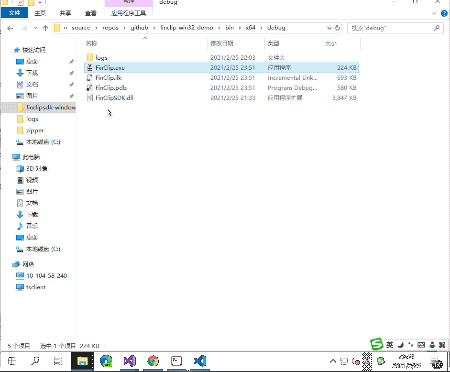 debug
文件 主页 共享 查看 应用程序工具
« source › repos › github › finclip-win32-demo › bin › x64 › debug
搜索"debug"
名称 修改日期 类型 大小
logs 2021/2/25 22:03 文件夹
FinClip.exe 2021/2/25 23:51 应用程序 224 KB
FinClip.ilk 2021/2/25 23:51 Incremental Link... 693 KB
FinClip.pdb 2021/2/25 23:51 Program Debug... 580 KB
FinClipSDK.dll 2021/2/25 21:33 应用程序扩展 3,847 KB
快速访问
桌面
下载
文档
图片
finclipsdk-window
logs
zipper
本地磁盘 (C:)
此电脑
3D 对象
视频
图片
文档
下载
音乐
桌面
本地磁盘 (C:)
网络
10-104-58-240
tsclient
5 个项目 选中 1 个项目 224 KB
英